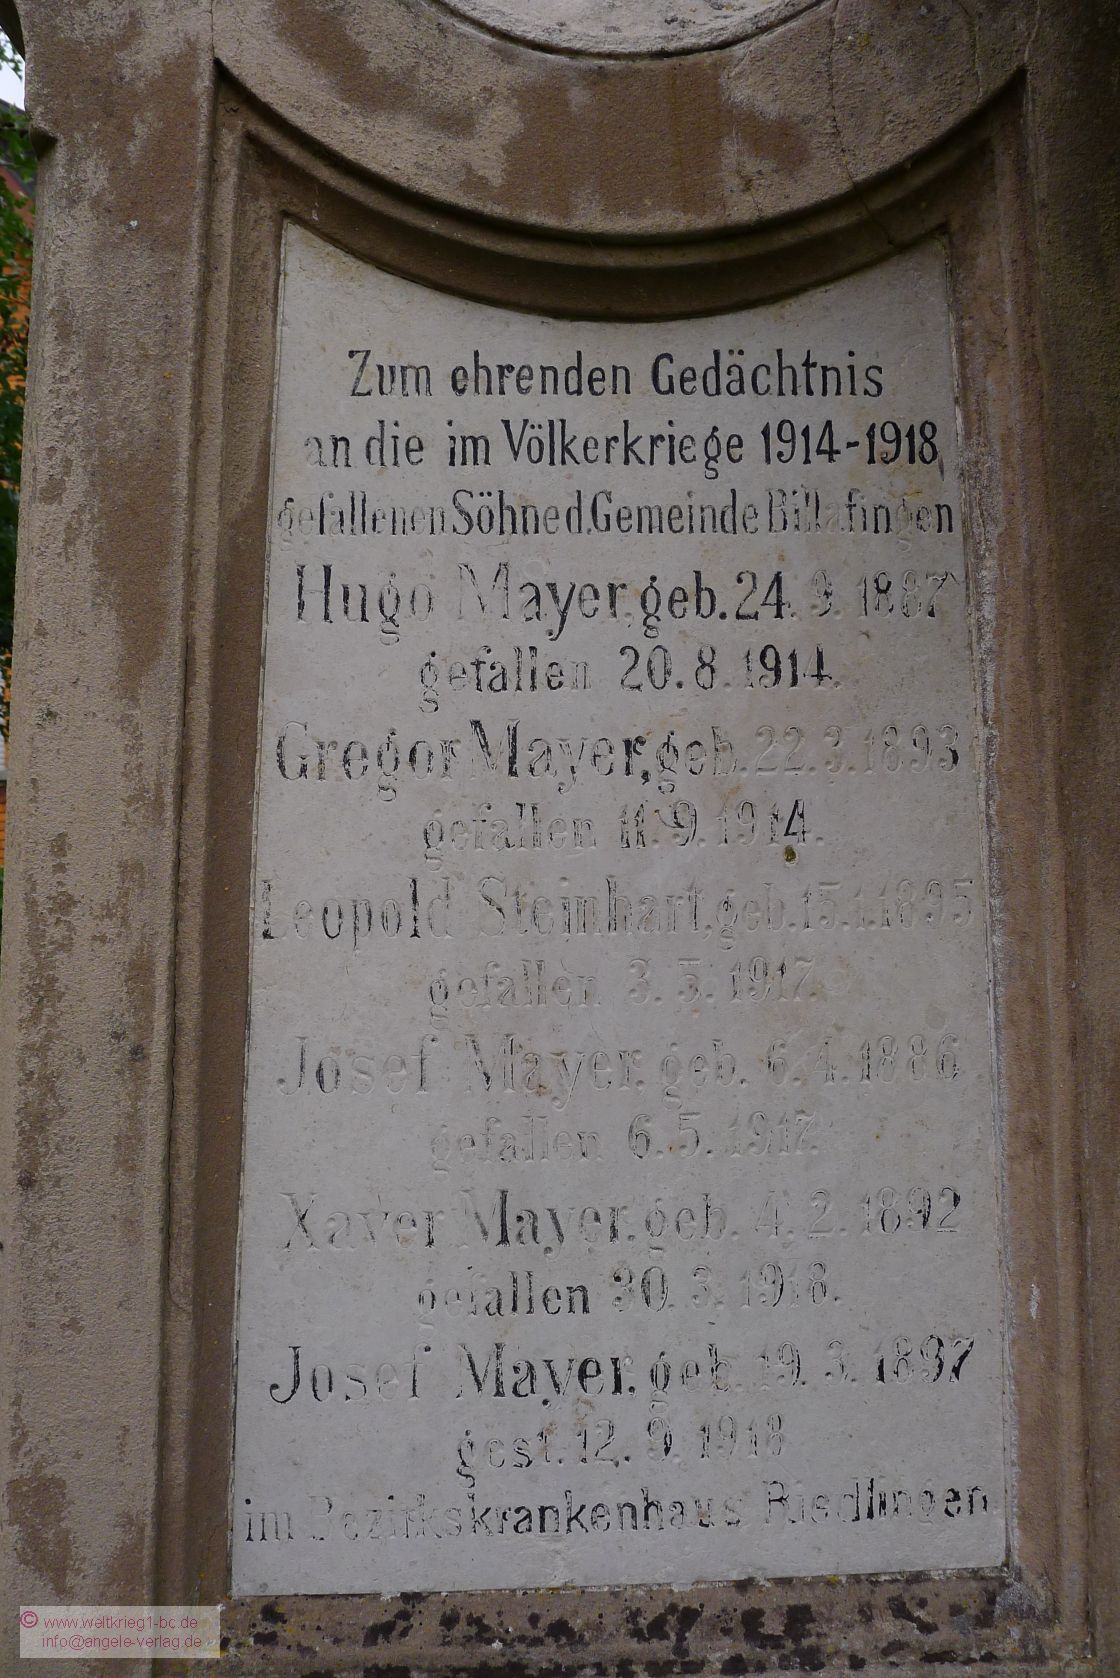 Zum ehrenden Gedächtnis
an die im Völkerkriege 1914-1918
gefallenen Söhne d. Gemeinde Billafingen
Hugo Mayer, geb. 24. 9. 1887
gefallen 20. 8. 1914.
Gregor Mayer, geb. 22. 3. 1893
gefallen 11. 9. 1914.
Leopold Steinhart, geb. 15. 1. 1895
gefallen 3. 5. 1917.
Josef Mayer. geb. 6. 4. 1886
gefallen 6. 5. 1917.
Xaver Mayer. geb. 4. 2. 1892
gefallen 30. 3. 1918.
Josef Mayer. geb. 19. 3. 1897
gest. 12. 9. 1918
im Bezirkskrankenhaus Riedlingen
© www.weltkrieg1-bc.de
info@angele-verlag.de